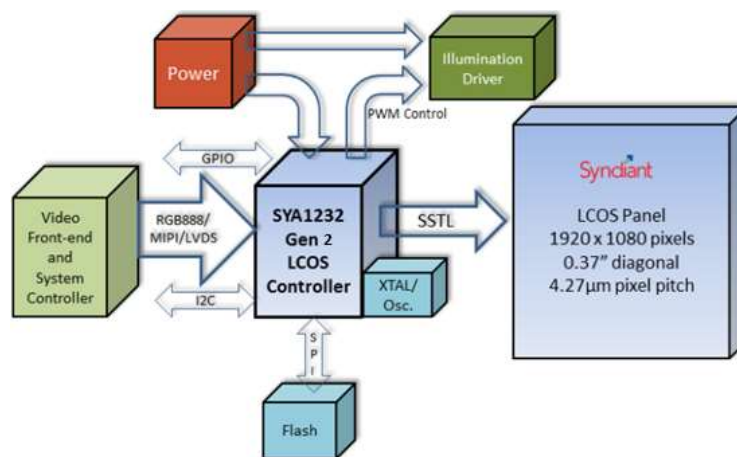 Power
Illumination
Driver
PWM Control
GPIO
Video
Front-end
and
System
Controller
RGB888/
MIPI/LVDS
I2C
SYA1232
Gen 2
LCOS
Controller
XTAL/
Osc.
SSTL
Syndiant
LCOS Panel
1920 x 1080 pixels
0.37” diagonal
4.27µm pixel pitch
SPI
Flash